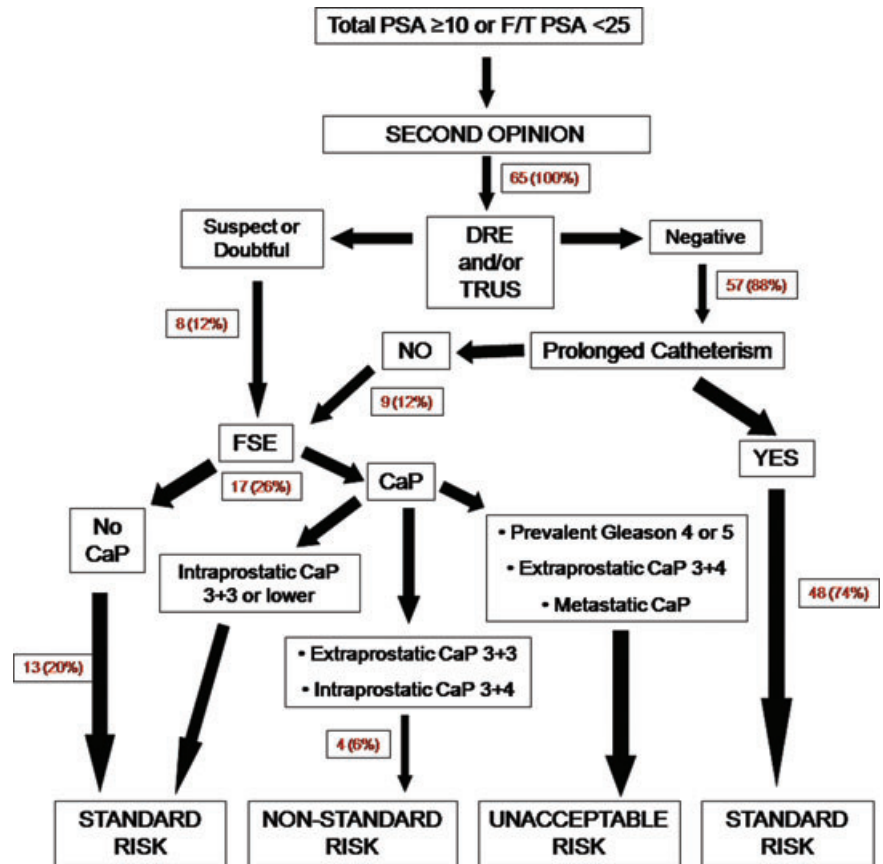 Total PSA ≥10 or F/T PSA <25
SECOND OPINION
65 (100%)
Suspect or
Doubtful
DRE
and/or
TRUS
Negative
57 (88%)
8 (12%)
NO
Prolonged Catheterism
9 (12%)
FSE
17 (26%)
CaP
YES
No
CaP
Intraprostatic CaP
3+3 or lower
• Prevalent Gleason 4 or 5
• Extraprostatic CaP 3+4
• Metastatic CaP
48 (74%)
13 (20%)
• Extraprostatic CaP 3+3
• Intraprostatic CaP 3+4
4 (6%)
STANDARD
RISK
NON-STANDARD
RISK
UNACCEPTABLE
RISK
STANDARD
RISK